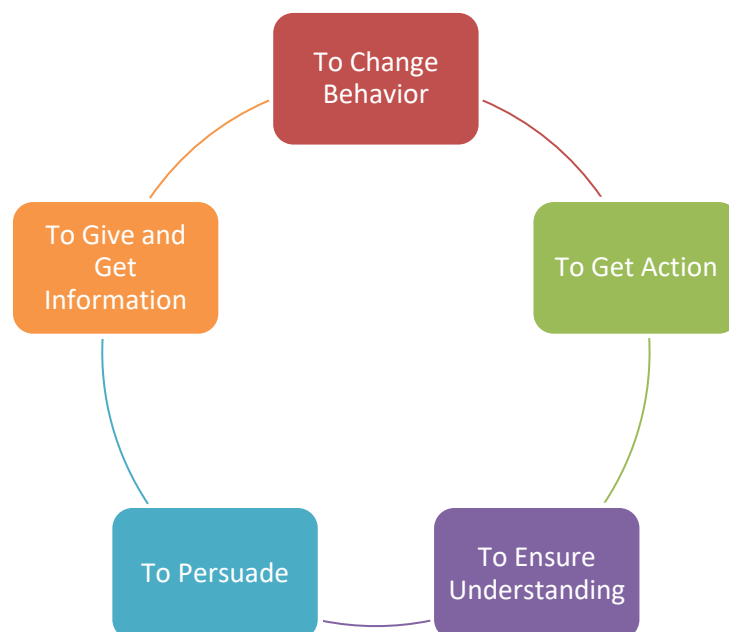 To Change
Behavior
To Get Action
To Ensure
Understanding
To Persuade
To Give and
Get
Information